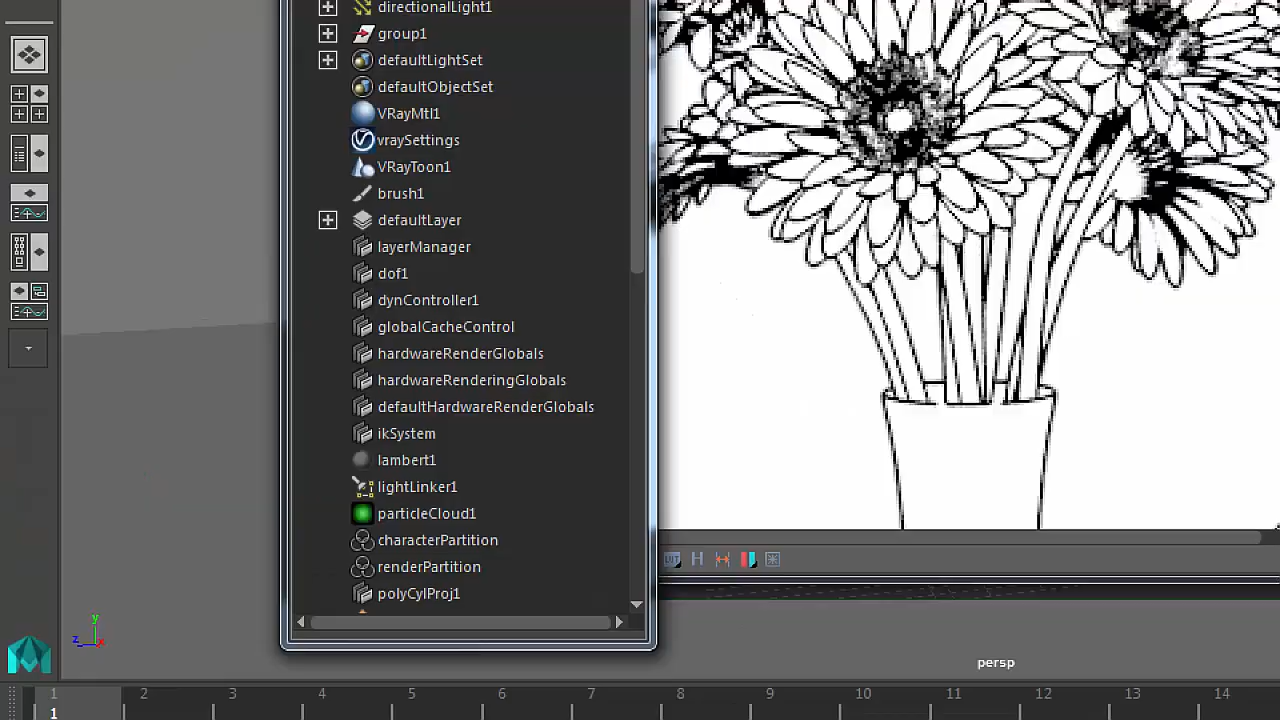 directionalLight1
group1
defaultLightSet
defaultObjectSet
VRayMtl1
vraySettings
VRayToon1
brush1
defaultLayer
layerManager
dof1
dynController1
globalCacheControl
hardwareRenderGlobals
hardwareRenderingGlobals
defaultHardwareRenderGlobals
ikSystem
lambert1
lightLinker1
particleCloud1
characterPartition
renderPartition
polyCylProj1
LUT H
y
z x
persp
1 2 3 4 5 6 7 8 9 10 11 12 13 14
1